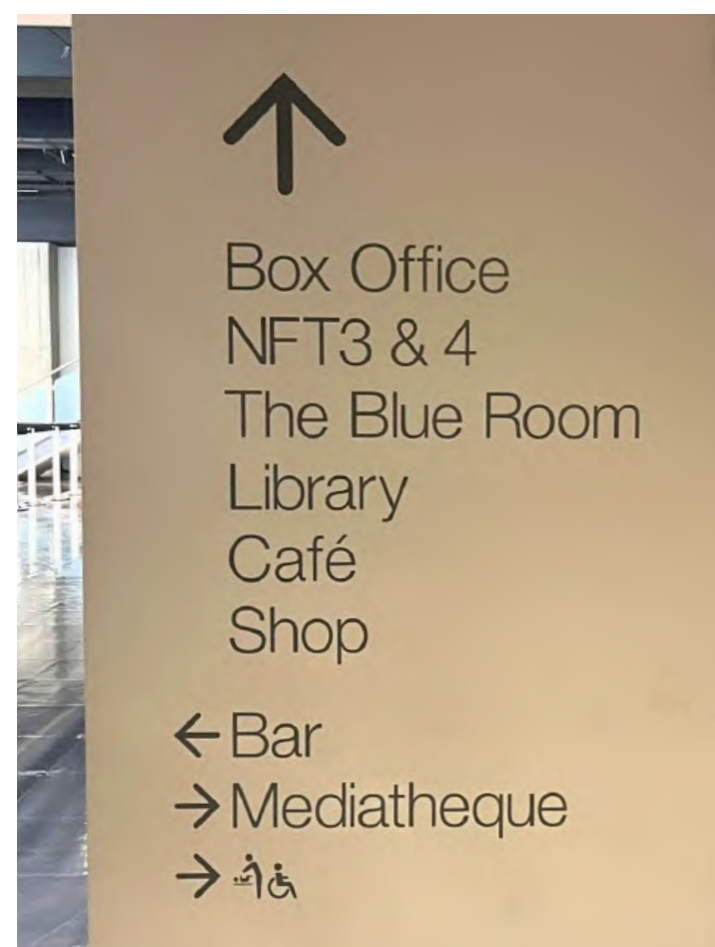 Box Office
NFT3 & 4
The Blue Room
Library
Café
Shop
Bar
Mediatheque